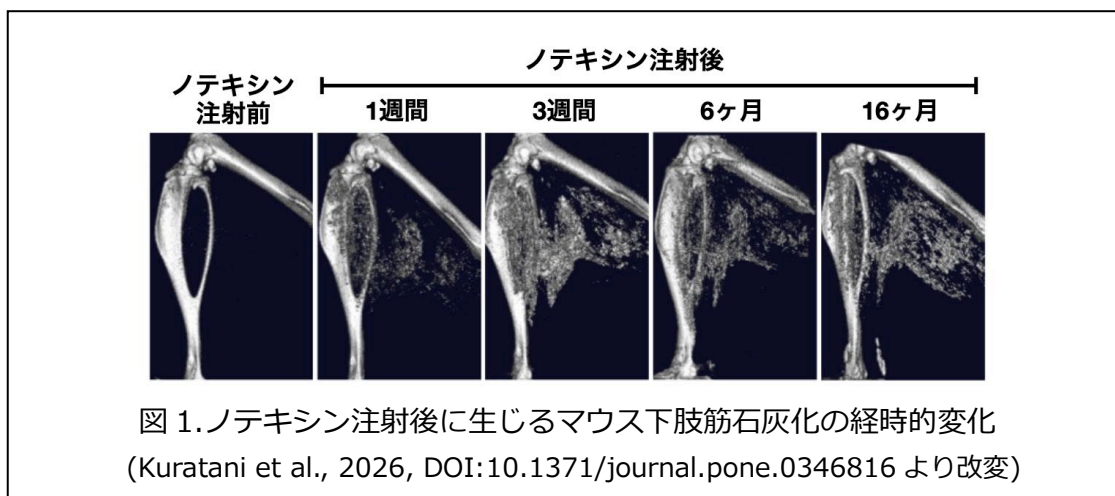 ノテキシン注射後
ノテキシン
注射前
1週間
3週間
6ヶ月
16ヶ月
図 1.ノテキシン注射後に生じるマウス下肢筋石灰化の経時的変化
(Kuratani et al., 2026, DOI:10.1371/journal.pone.0346816 より改変)